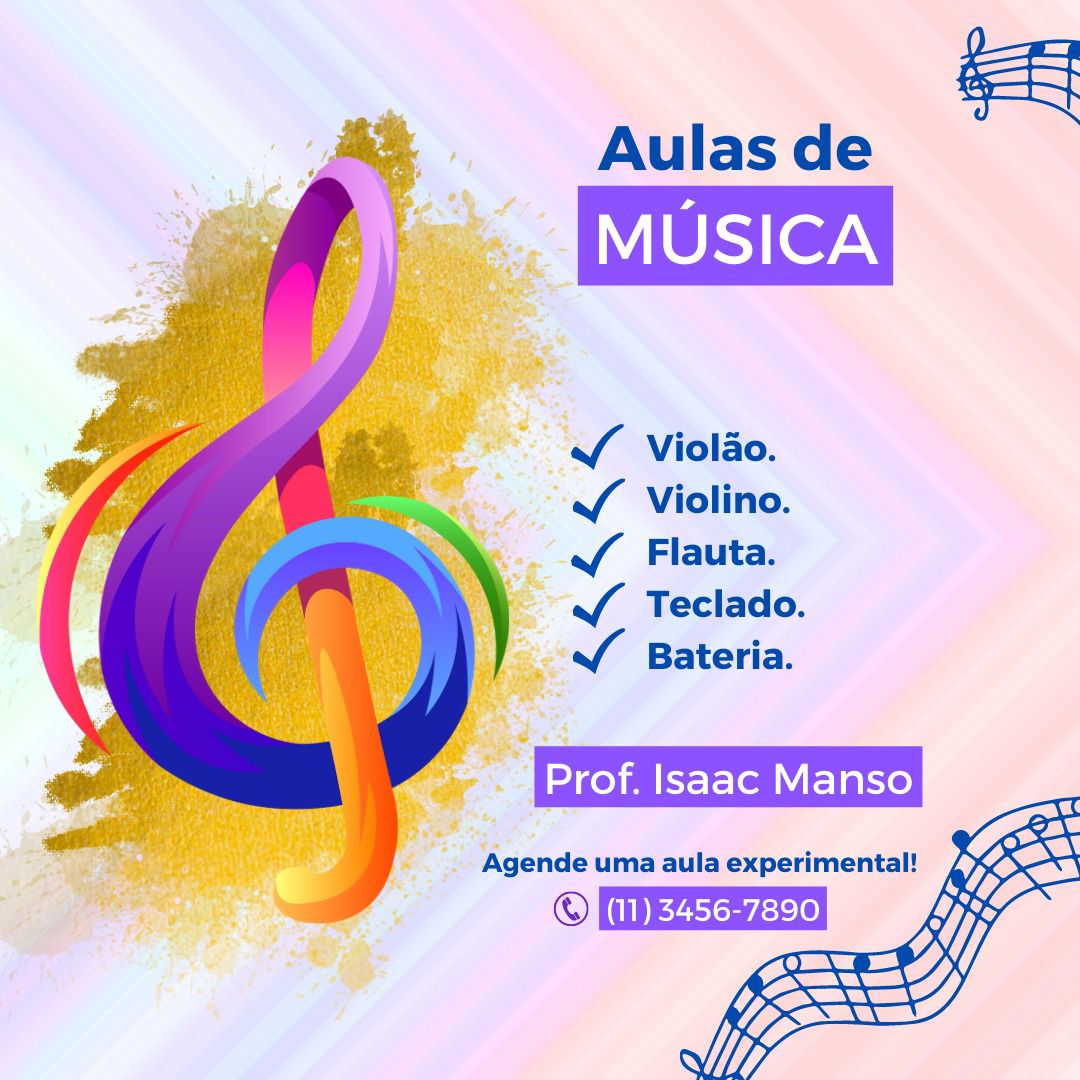 Aulas de
MÚSICA
Violão.
Violino.
Flauta.
Teclado.
Bateria.
Prof. Isaac Manso
Agende uma aula experimental!
(11) 3456-7890